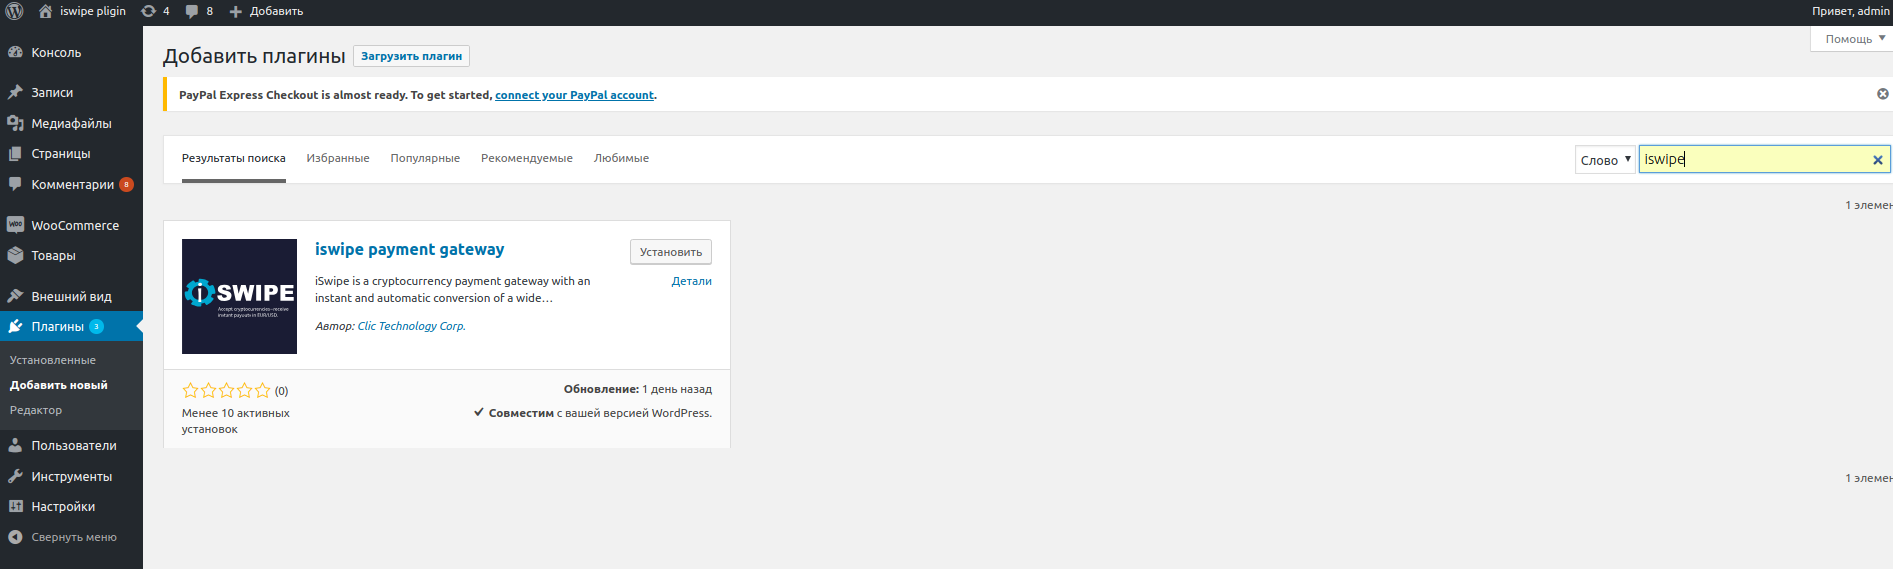 iswipe pligin 4 8 Добавить Привет, admin
Помощь
Консоль
Записи
Медиафайлы
Страницы
Комментарии 8
WooCommerce
Товары
Внешний вид
Плагины 3
Установленные
Добавить новый
Редактор
Пользователи
Инструменты
Настройки
Свернуть меню
Добавить плагины Загрузить плагин
PayPal Express Checkout is almost ready. To get started, connect your PayPal account.
Результаты поиска Избранные Популярные Рекомендуемые Любимые Слово iswipe
1 элемен
iSWIPE
Accept cryptocurrencies—receive
instant payouts in EUR/USD.
iswipe payment gateway Установить
Детали
iSwipe is a cryptocurrency payment gateway with an
instant and automatic conversion of a wide…
Автор: Clic Technology Corp.
(0) Обновление: 1 день назад
Менее 10 активных
установок
Совместим с вашей версией WordPress.
1 элемен